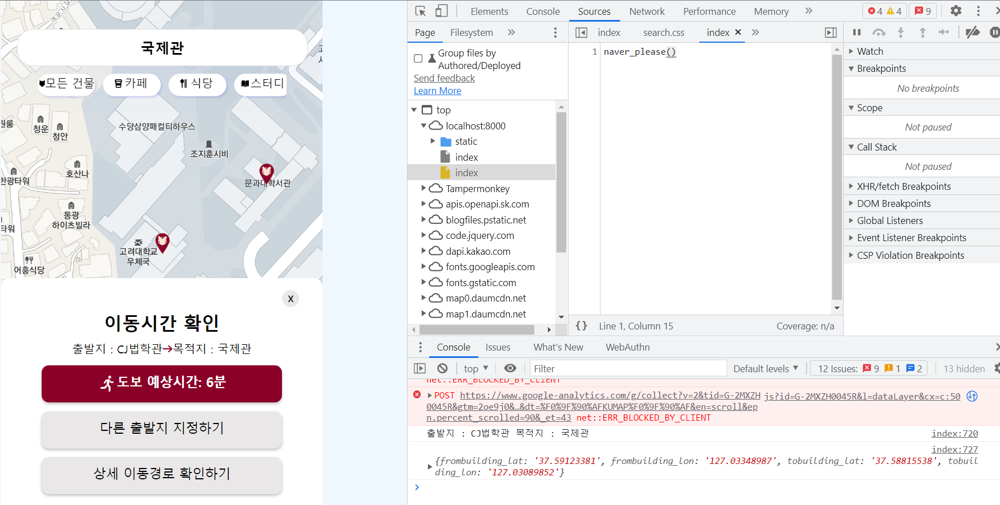 개운사길
국제관
모든 건물
카페
식당
스터디
원룸
청운
청안
수당삼양패컬티하우스
조지훈시비
호산나
한광타워
문과대학서관
동광
하이츠빌라
타워
고려대학교
우체국
어흥식당
X
이동시간 확인
출발지 : CJ법학관→목적지 : 국제관
도보 예상시간: 6분
다른 출발지 지정하기
상세 이동경로 확인하기
Elements Console Sources Network Performance Memory » 4 4 9
Page Filesystem » index search.css index × »
Group files by
Authored/Deployed
Send feedback
Learn More
top
localhost:8000
static
index
index
Tampermonkey
apis.openapi.sk.com
blogfiles.pstatic.net
code.jquery.com
dapi.kakao.com
fonts.googleapis.com
fonts.gstatic.com
map0.daumcdn.net
map1.daumcdn.net
1 naver_please()
{} Line 1, Column 15 Coverage: n/a
Watch
Breakpoints
No breakpoints
Scope
Not paused
Call Stack
Not paused
XHR/fetch Breakpoints
DOM Breakpoints
Global Listeners
Event Listener Breakpoints
CSP Violation Breakpoints
Console Issues What's New WebAuthn
top Filter Default levels 12 Issues: 9 1 2 13 hidden
net::ERR_BLOCKED_BY_CLIENT
POST https://www.google-analytics.com/g/collect?v=2&tid=G-2MXZH js?id=G-2MXZH0045R&l=dataLayer&cx=c:50
0045R&gtm=2oe9j0&…&dt=%F0%9F%90%AFKUMAP%F0%9F%90%AF&en=scroll&ep
n.percent_scrolled=90&_et=43 net::ERR_BLOCKED_BY_CLIENT
출발지 : CJ법학관 목적지 : 국제관 index:720
index:727
{frombuilding_lat: '37.59123381', frombuilding_lon: '127.03348987', tobuilding_lat: '37.58815538', tobuil
ding_lon: '127.03089852'}